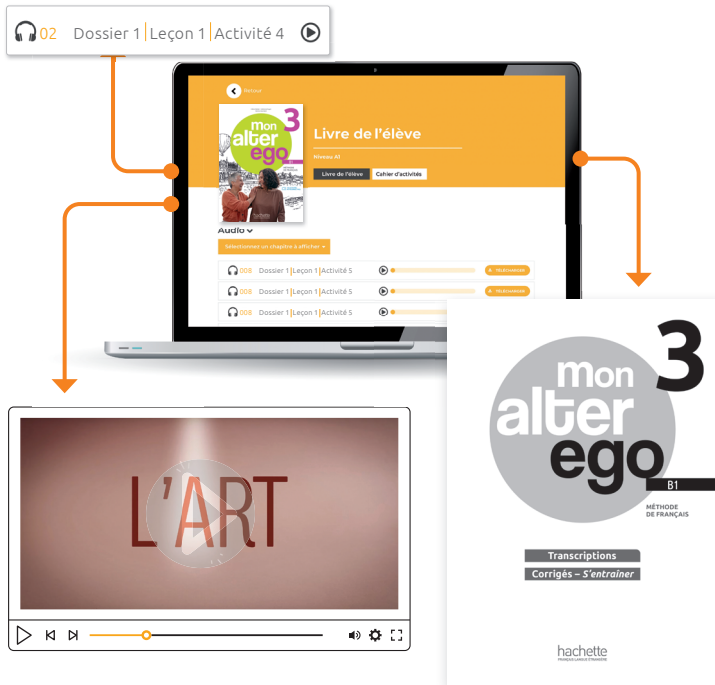 02 Dossier 1 Leçon 1 Activité 4
Retour
mon 3
alter
ego
B1
hachette
Livre de l'élève
Niveau A1
Livre de l'élève Cahier d'activités
Audio
Sélectionnez un chapitre à afficher
008 Dossier 1 Leçon 1 Activité 5 TÉLÉCHARGER
008 Dossier 1 Leçon 1 Activité 5 TÉLÉCHARGER
008 Dossier 1 Leçon 1 Activité 5
L'ART
mon 3
alter
ego
B1
MÉTHODE
DE FRANÇAIS
Transcriptions
Corrigés – S'entraîner
hachette
FRANÇAIS LANGUE ÉTRANGÈRE